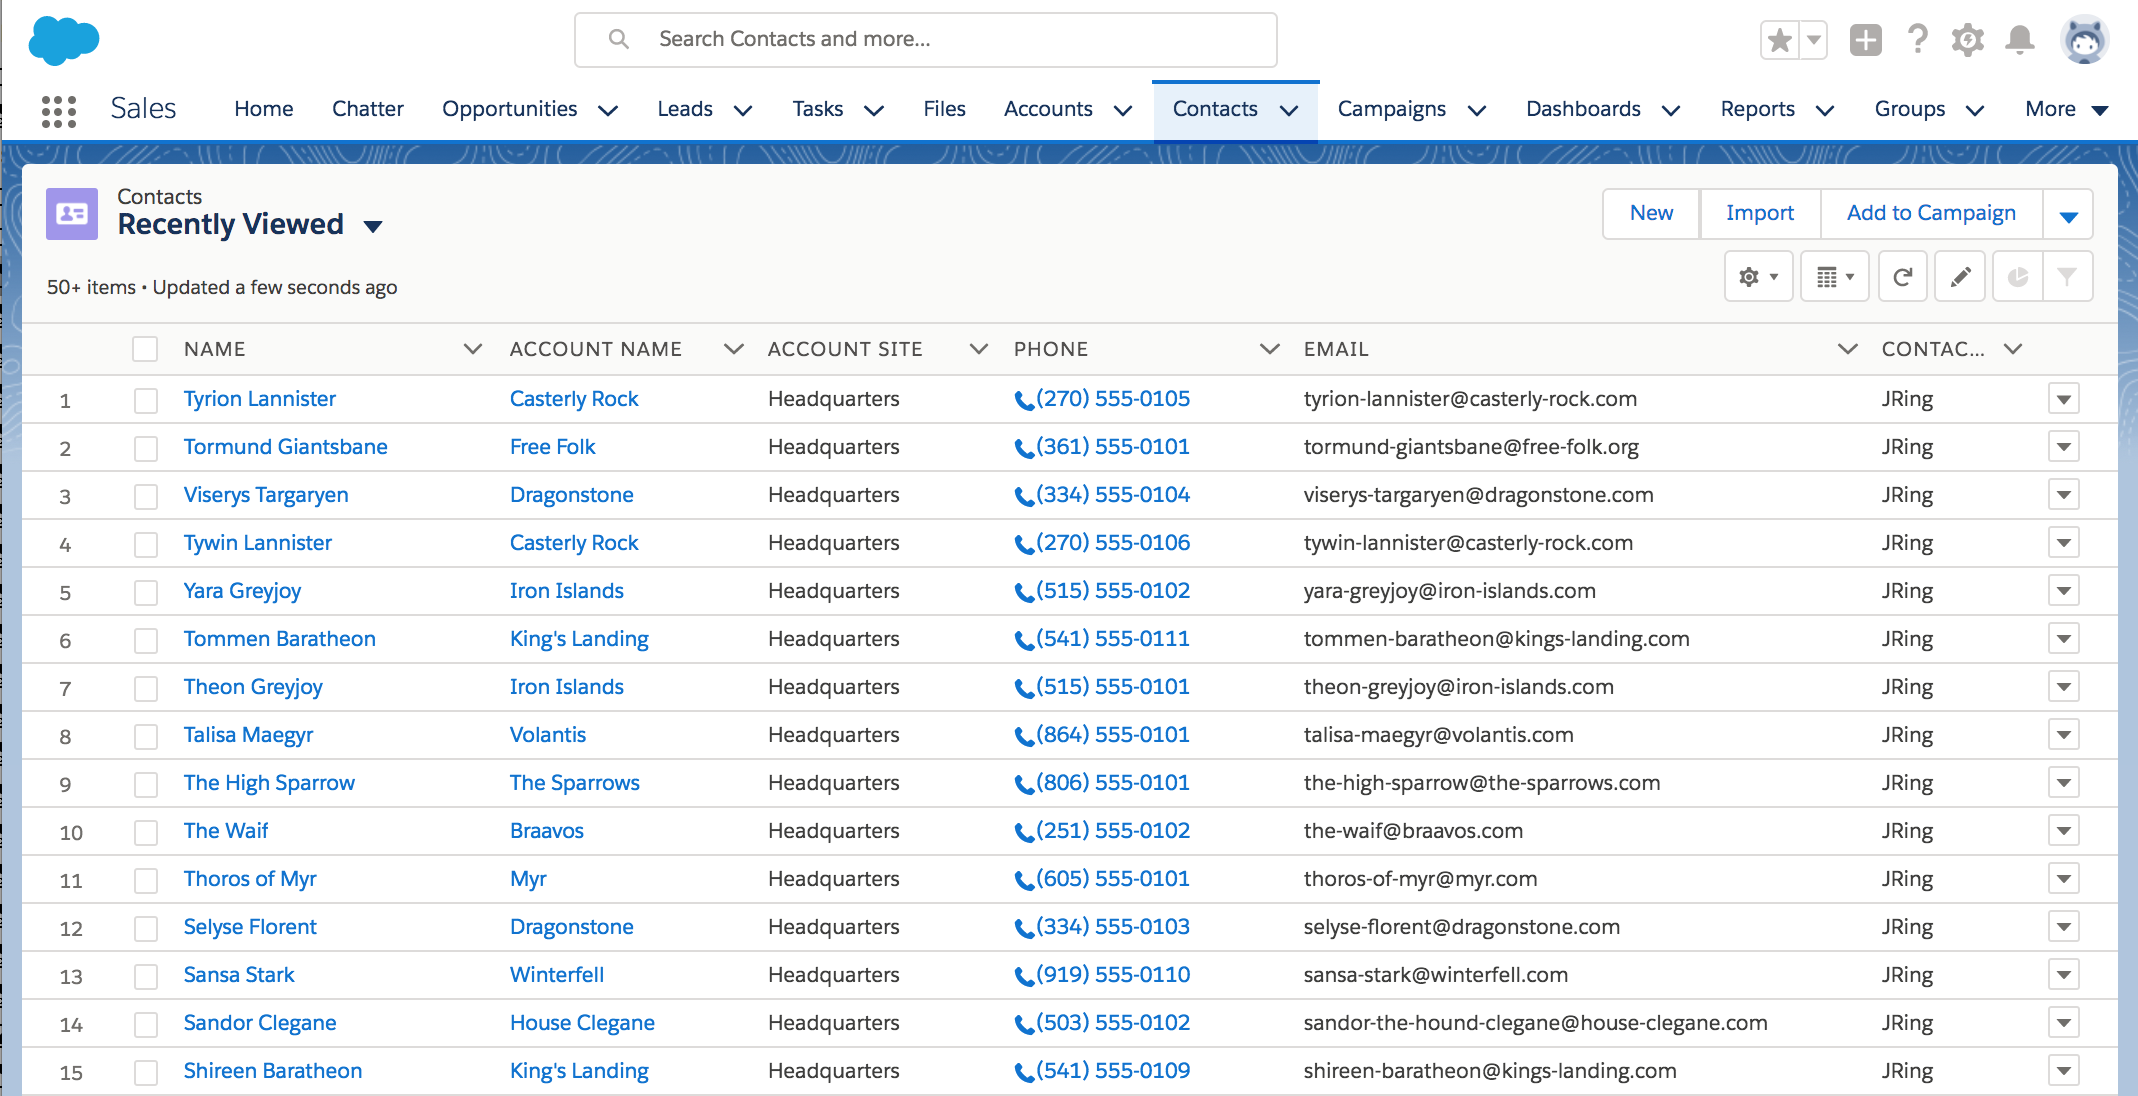 Search Contacts and more...
Sales Home Chatter Opportunities Leads Tasks Files Accounts Contacts Campaigns Dashboards Reports Groups More
Contacts
Recently Viewed
New Import Add to Campaign
50+ items • Updated a few seconds ago
NAME ACCOUNT NAME ACCOUNT SITE PHONE EMAIL CONTAC...
1 Tyrion Lannister Casterly Rock Headquarters (270) 555-0105 tyrion-lannister@casterly-rock.com JRing
2 Tormund Giantsbane Free Folk Headquarters (361) 555-0101 tormund-giantsbane@free-folk.org JRing
3 Viserys Targaryen Dragonstone Headquarters (334) 555-0104 viserys-targaryen@dragonstone.com JRing
4 Tywin Lannister Casterly Rock Headquarters (270) 555-0106 tywin-lannister@casterly-rock.com JRing
5 Yara Greyjoy Iron Islands Headquarters (515) 555-0102 yara-greyjoy@iron-islands.com JRing
6 Tommen Baratheon King's Landing Headquarters (541) 555-0111 tommen-baratheon@kings-landing.com JRing
7 Theon Greyjoy Iron Islands Headquarters (515) 555-0101 theon-greyjoy@iron-islands.com JRing
8 Talisa Maegyr Volantis Headquarters (864) 555-0101 talisa-maegyr@volantis.com JRing
9 The High Sparrow The Sparrows Headquarters (806) 555-0101 the-high-sparrow@the-sparrows.com JRing
10 The Waif Braavos Headquarters (251) 555-0102 the-waif@braavos.com JRing
11 Thoros of Myr Myr Headquarters (605) 555-0101 thoros-of-myr@myr.com JRing
12 Selyse Florent Dragonstone Headquarters (334) 555-0103 selyse-florent@dragonstone.com JRing
13 Sansa Stark Winterfell Headquarters (919) 555-0110 sansa-stark@winterfell.com JRing
14 Sandor Clegane House Clegane Headquarters (503) 555-0102 sandor-the-hound-clegane@house-clegane.com JRing
15 Shireen Baratheon King's Landing Headquarters (541) 555-0109 shireen-baratheon@kings-landing.com JRing